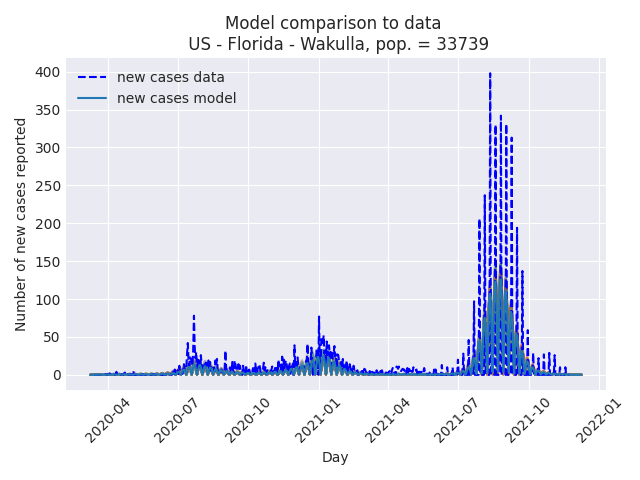 Model comparison to data
US - Florida - Wakulla, pop. = 33739
new cases data
new cases model
Number of new cases reported
400
350
300
250
200
150
100
50
0
2020-04
2020-07
2020-10
2021-01
2021-04
2021-07
2021-10
2022-01
Day